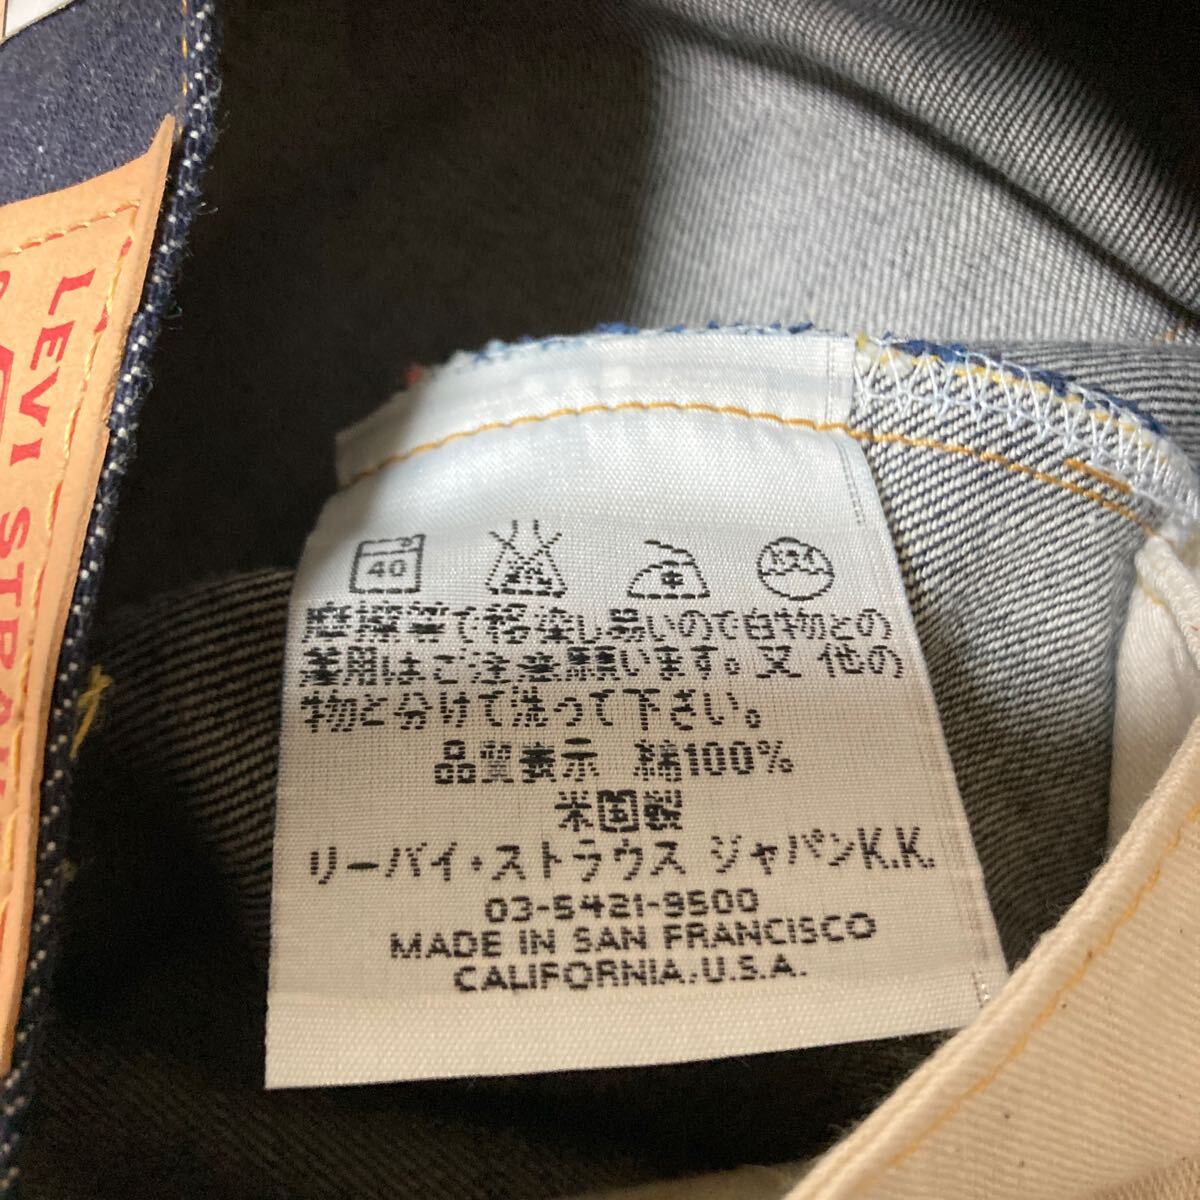 LEVI STRAU
40
摩擦等で移染し易いので白物との
着用はご注意願います。又 他の
物と分けて洗って下さい。
品質表示 綿100%
米国製
リーバイ・ストラウス ジャパンK.K.
03-5421-9500
MADE IN SAN FRANCISCO
CALIFORNIA, U.S.A.